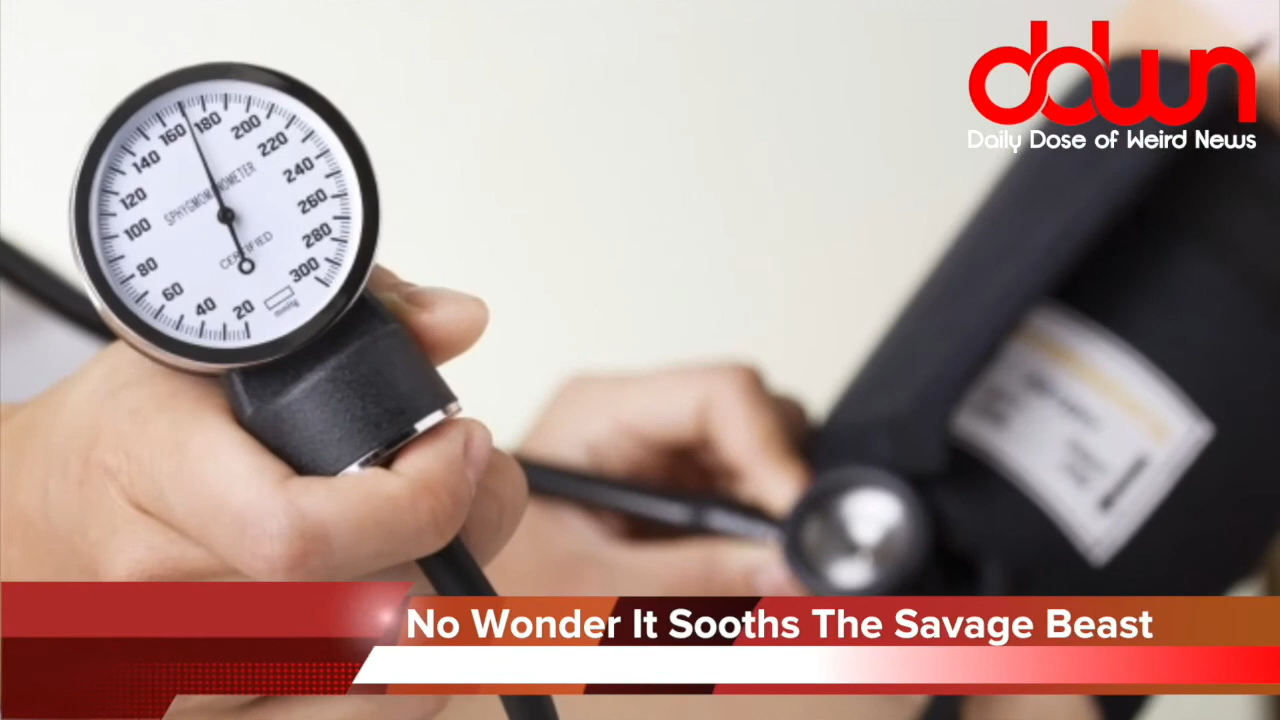 ddwn
Daily Dose of Weird News
160 180 200
140 220
120 240
SPHYGMOMANOMETER
100 260
80 CERTIFIED 280
60 300
40 20 mmHg
No Wonder It Sooths The Savage Beast